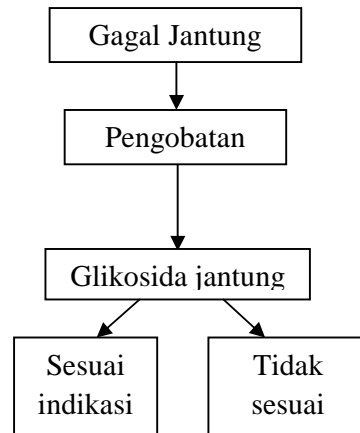 Gagal Jantung
Pengobatan
Glikosida jantung
Sesuai
indikasi
Tidak
sesuai